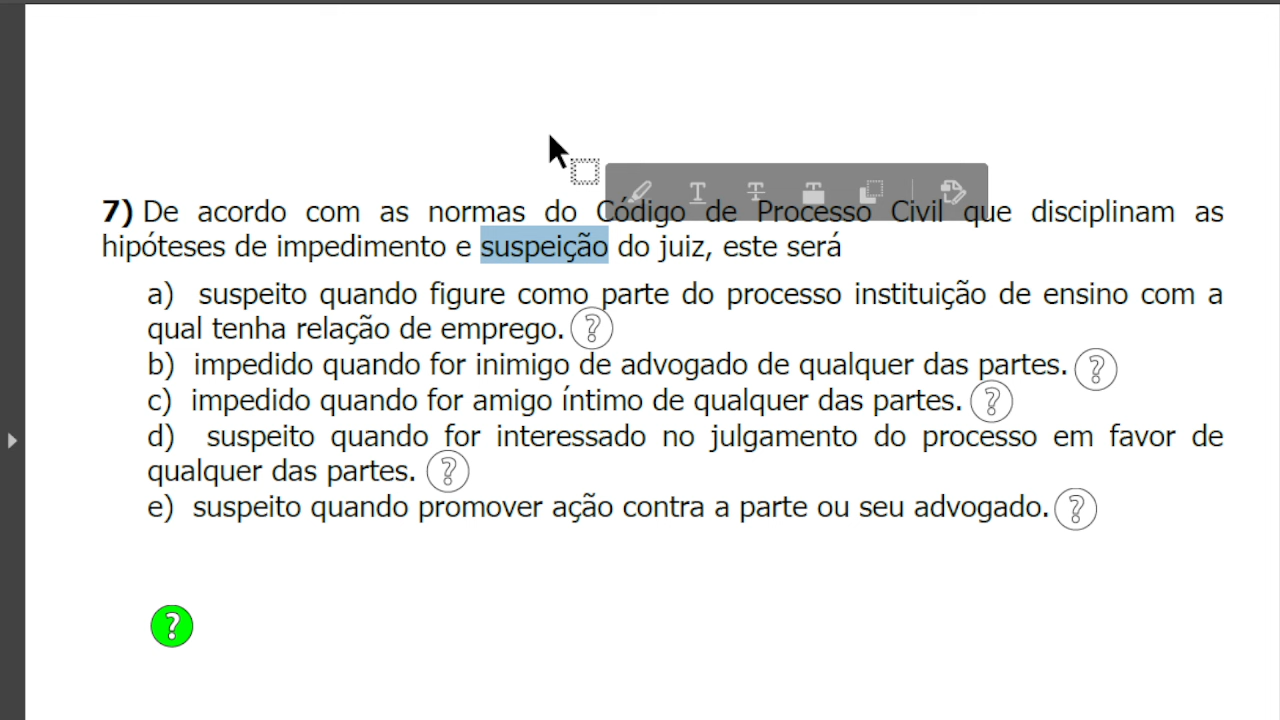 7) De acordo com as normas do Código de Processo Civil que disciplinam as
hipóteses de impedimento e suspeição do juiz, este será
a) suspeito quando figure como parte do processo instituição de ensino com a
qual tenha relação de emprego. ?
b) impedido quando for inimigo de advogado de qualquer das partes. ?
c) impedido quando for amigo íntimo de qualquer das partes. ?
d) suspeito quando for interessado no julgamento do processo em favor de
qualquer das partes. ?
e) suspeito quando promover ação contra a parte ou seu advogado. ?
?